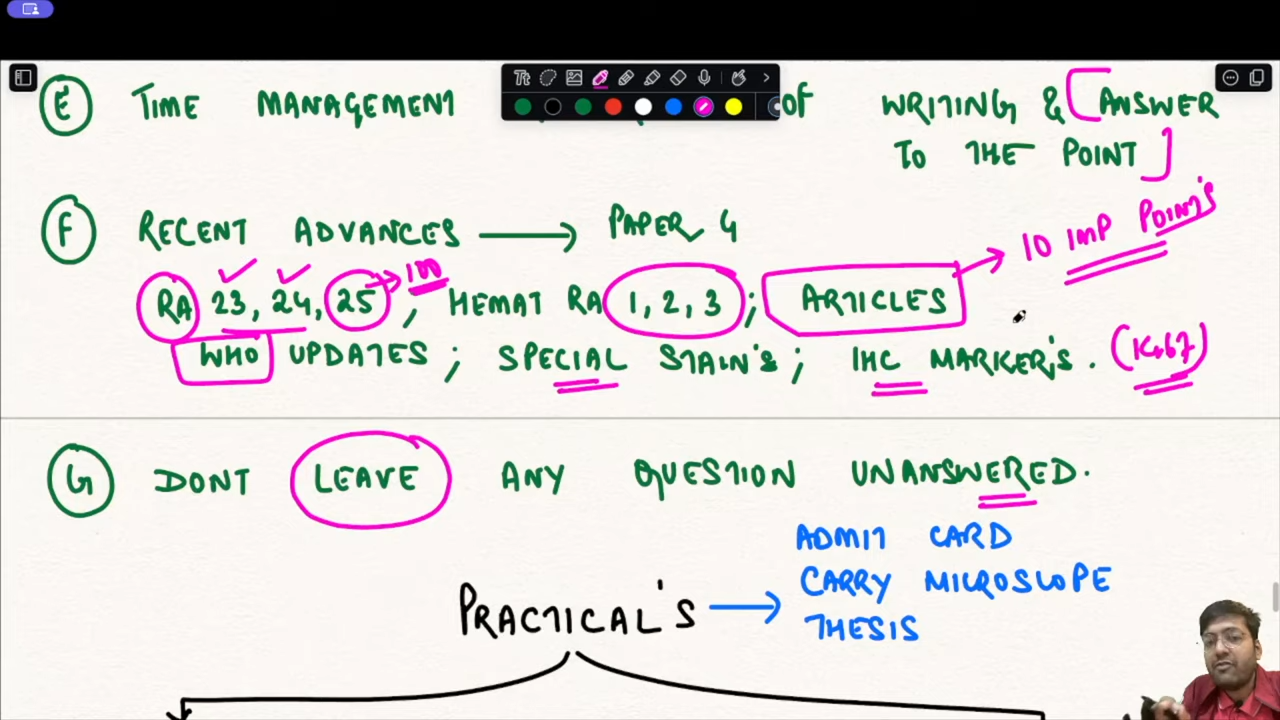 E TIME MANAGEMENT OF WRITING & [ANSWER
TO THE POINT]
F RECENT ADVANCES → PAPER 4
10 IMP POINT'S
RA 23, 24, 25 → 100 ; HEMAT RA 1, 2, 3 ; ARTICLES
WHO UPDATES ; SPECIAL STAIN'S ; IHC MARKER'S . (Ki67)
G DONT LEAVE ANY QUESTION UNANSWERED.
ADMIT CARD
CARRY MICROSCOPE
PRACTICAL'S →
THESIS